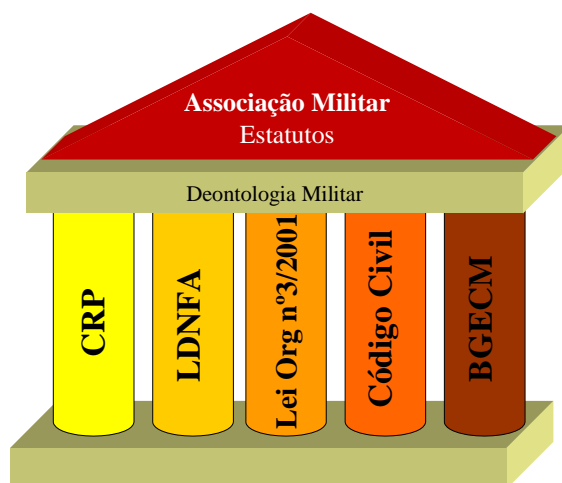 Associação Militar
Estatutos
Deontologia Militar
CRP
LDNFA
Lei Org nº3/2001
Código Civil
BGECM